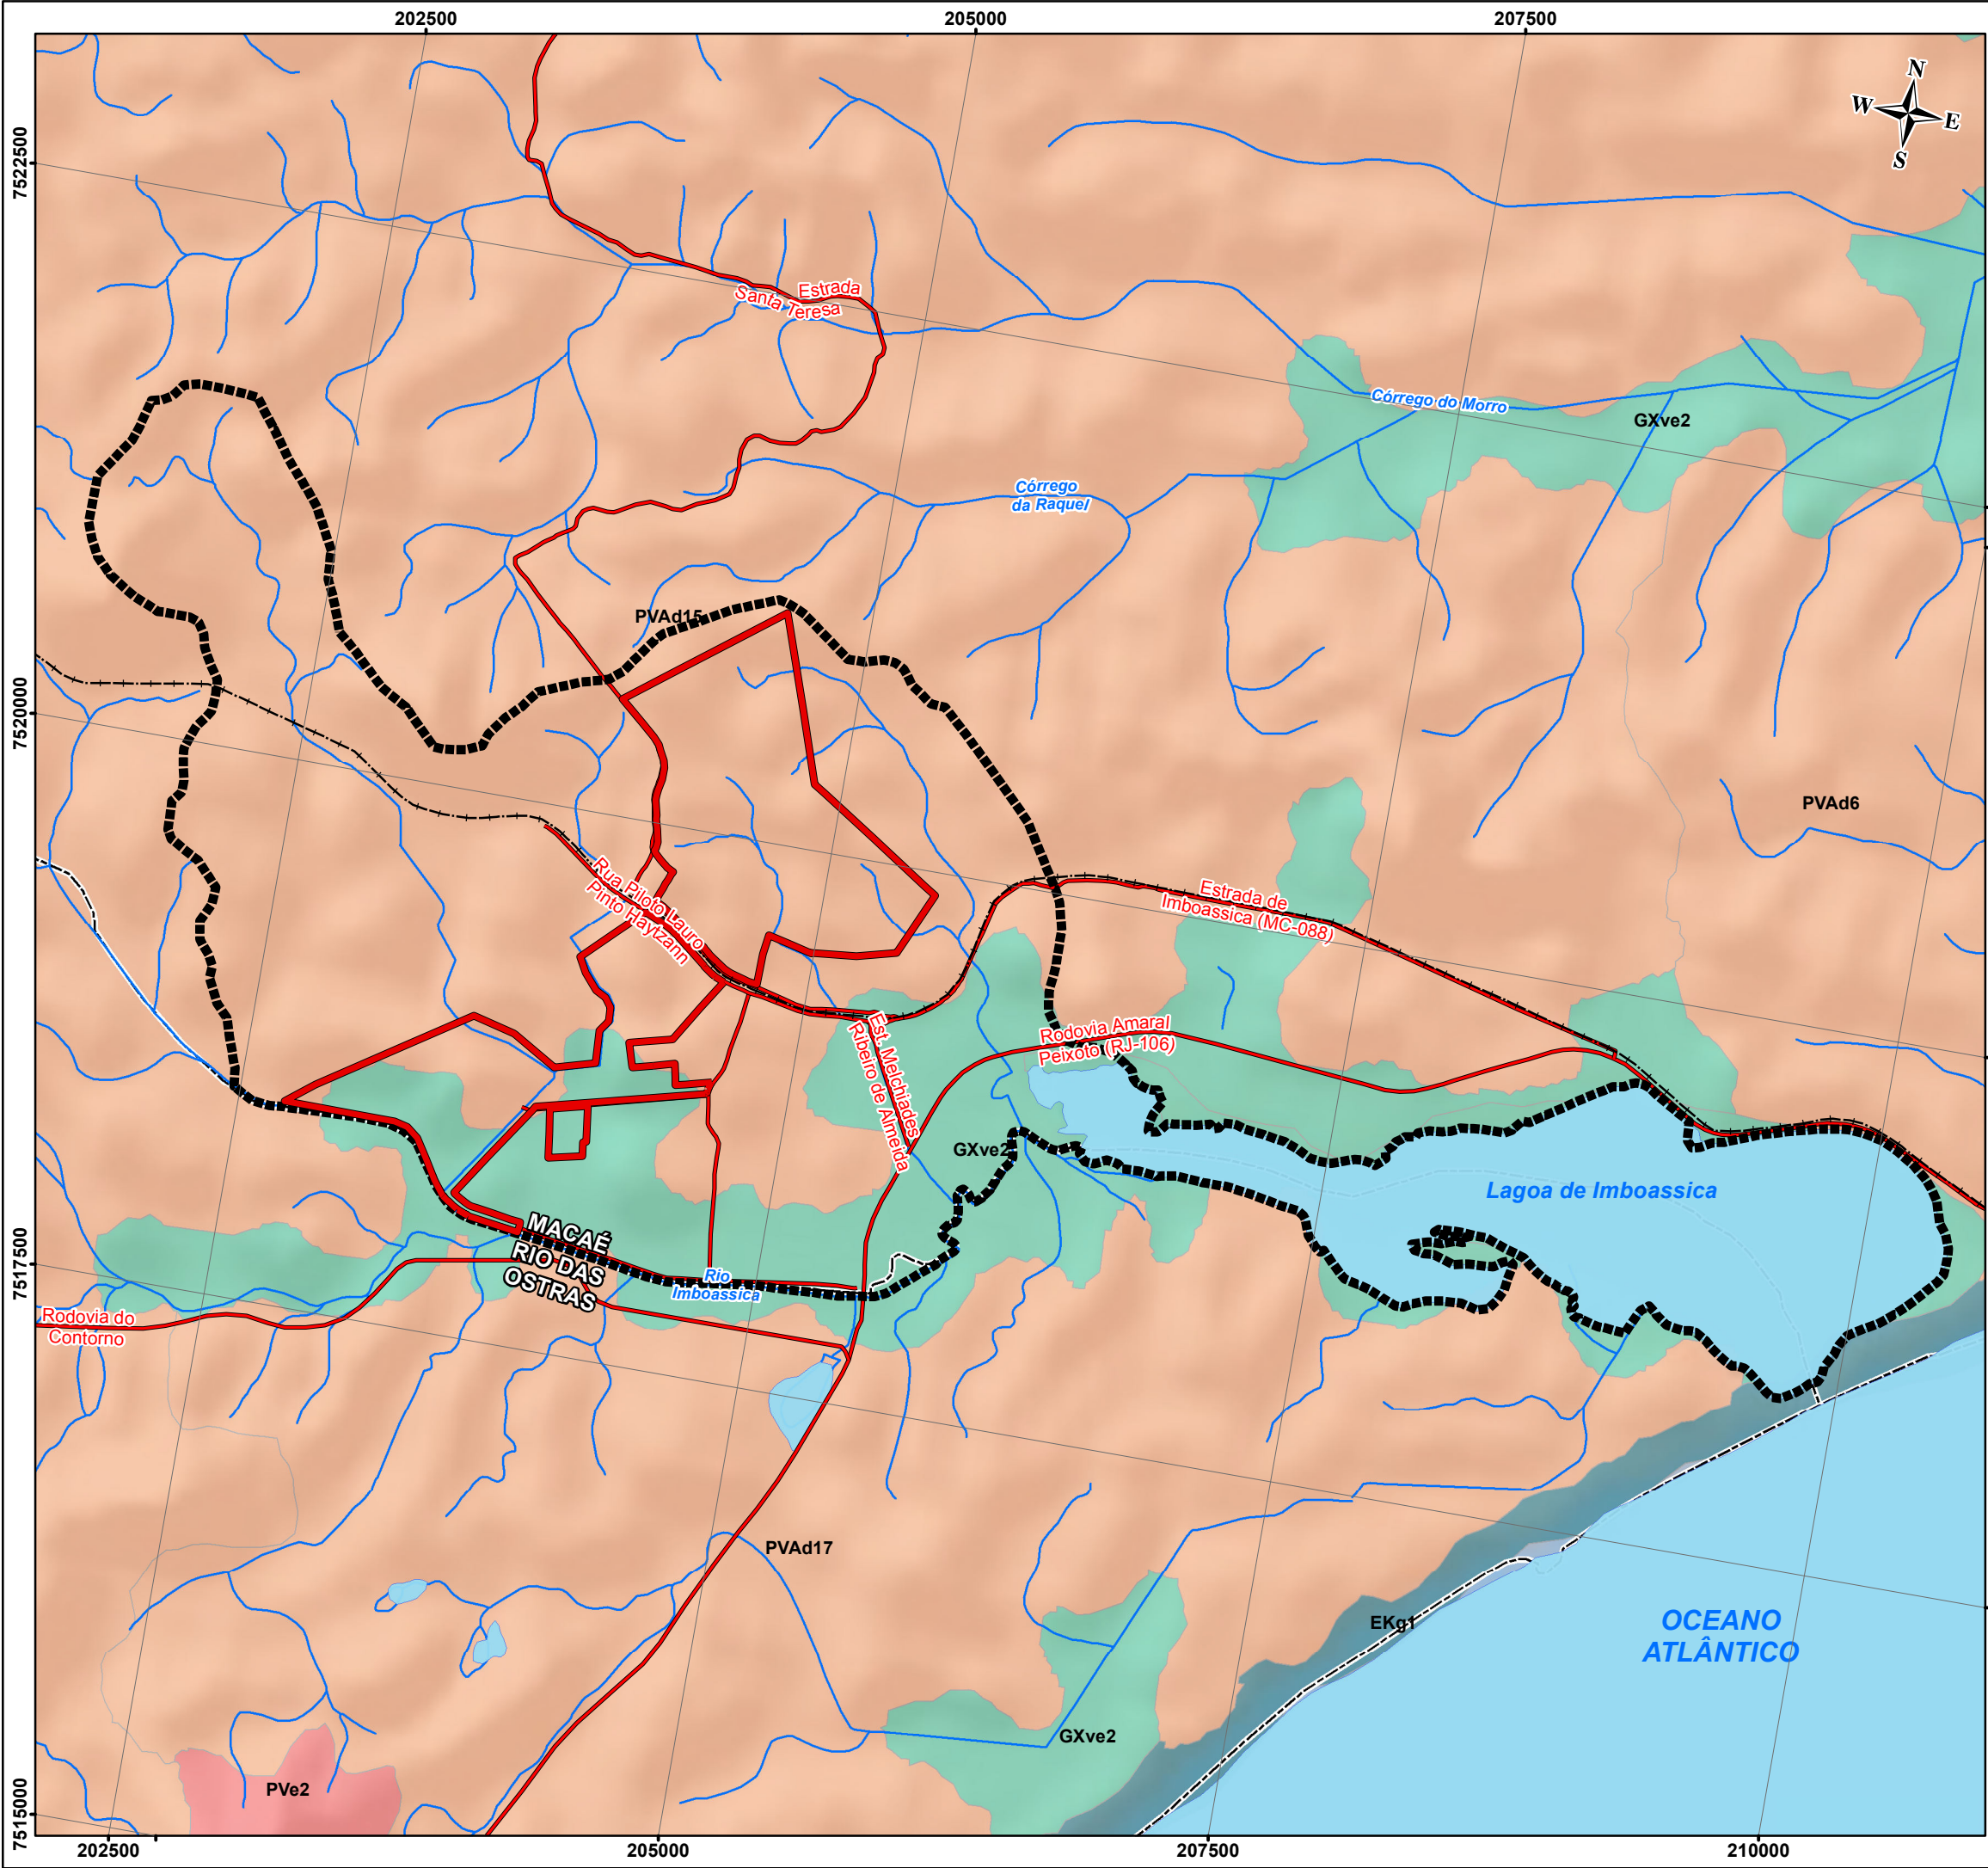 202500
205000
207500
N
W
E
S
7522500
Estrada
Santa Teresa
Córrego do Morro
GXve2
Córrego
da Raquel
PVAd15
7520000
PVAd6
Rua Piloto Lauro
Pinto Haytzann
Estrada de
Imboassica (MC-088)
Est. Melchiades
Ribeiro de Almeida
Rodovia Amaral
Peixoto (RJ-106)
GXve2
Lagoa de Imboassica
MACAÉ
RIO DAS
OSTRAS
7517500
Rio
Imboassica
Rodovia do
Contorno
PVAd17
EKg1
OCEANO
ATLÂNTICO
GXve2
PVe2
7515000
202500
205000
207500
210000